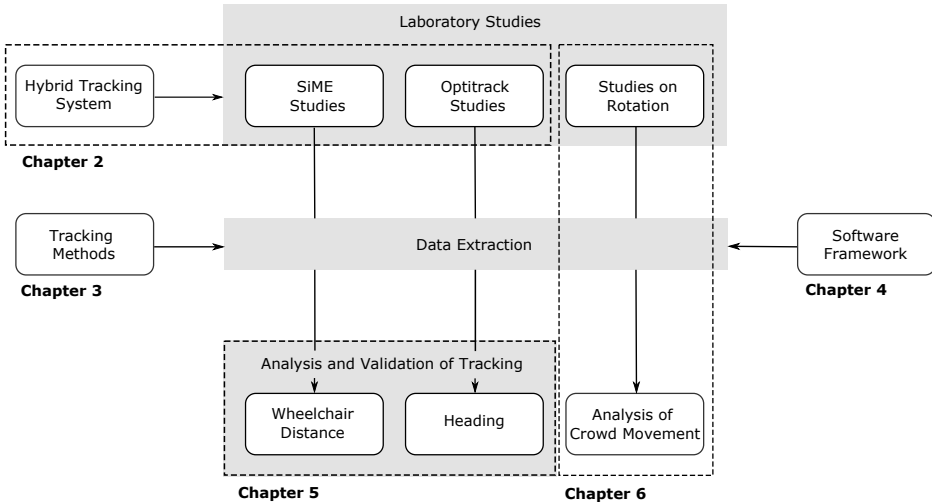 Laboratory Studies
Hybrid Tracking
System
SiME
Studies
Optitrack
Studies
Studies on
Rotation
Chapter 2
Tracking
Methods
Data Extraction
Software
Framework
Chapter 3
Chapter 4
Analysis and Validation of Tracking
Wheelchair
Distance
Heading
Analysis of
Crowd Movement
Chapter 5
Chapter 6